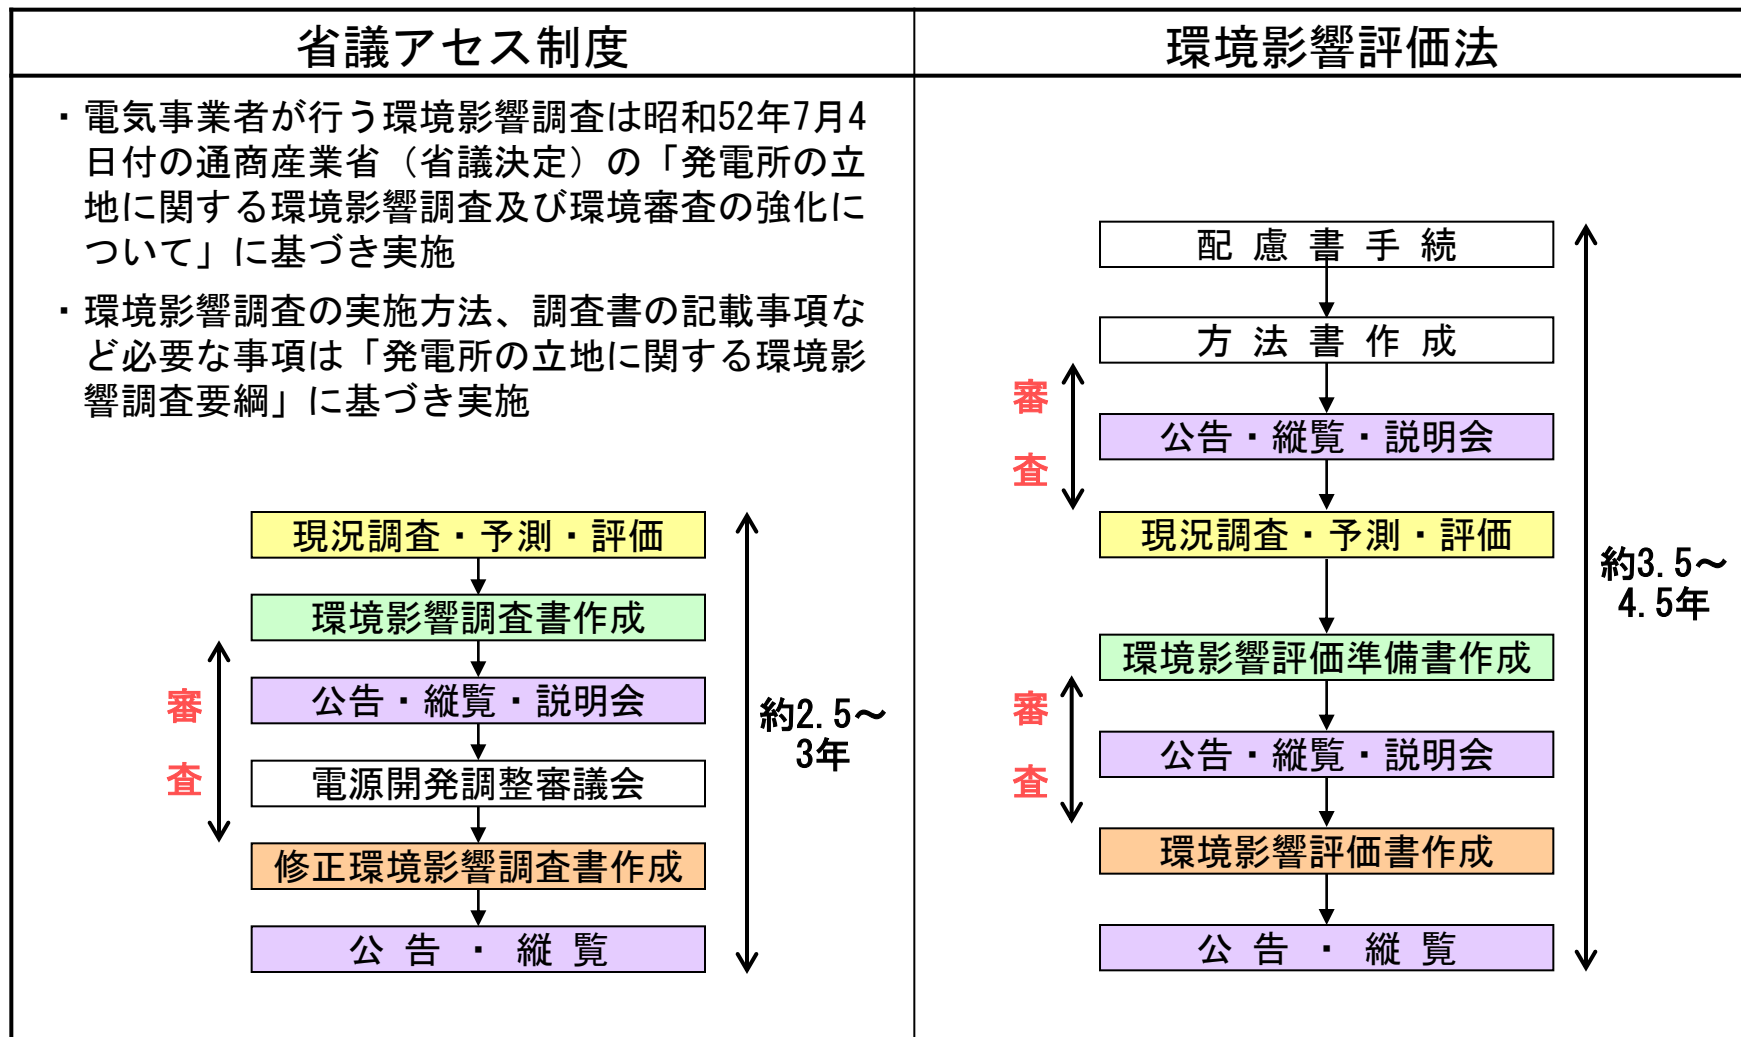 省議アセス制度
・電気事業者が行う環境影響調査は昭和52年7月4
日付の通商産業省（省議決定）の「発電所の立
地に関する環境影響調査及び環境審査の強化に
ついて」に基づき実施
・環境影響調査の実施方法、調査書の記載事項な
ど必要な事項は「発電所の立地に関する環境影
響調査要綱」に基づき実施
現況調査・予測・評価
環境影響調査書作成
公告・縦覧・説明会
電源開発調整審議会
修正環境影響調査書作成
公告・縦覧
審
査
約2.5～
3年
環境影響評価法
配慮書手続
方法書作成
公告・縦覧・説明会
現況調査・予測・評価
環境影響評価準備書作成
公告・縦覧・説明会
環境影響評価書作成
公告・縦覧
審
査
審
査
約3.5～
4.5年